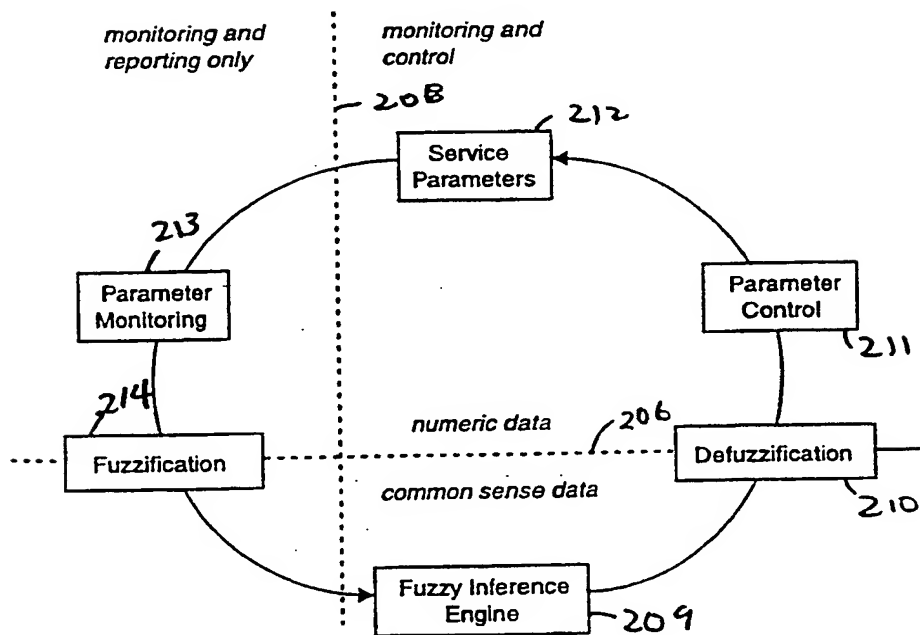 monitoring and
reporting only
monitoring and
control
208
212
Service
Parameters
213
Parameter
Monitoring
Parameter
Control
211
214
numeric data
206
Fuzzification
Defuzzification
common sense data
210
Fuzzy Inference
Engine
209